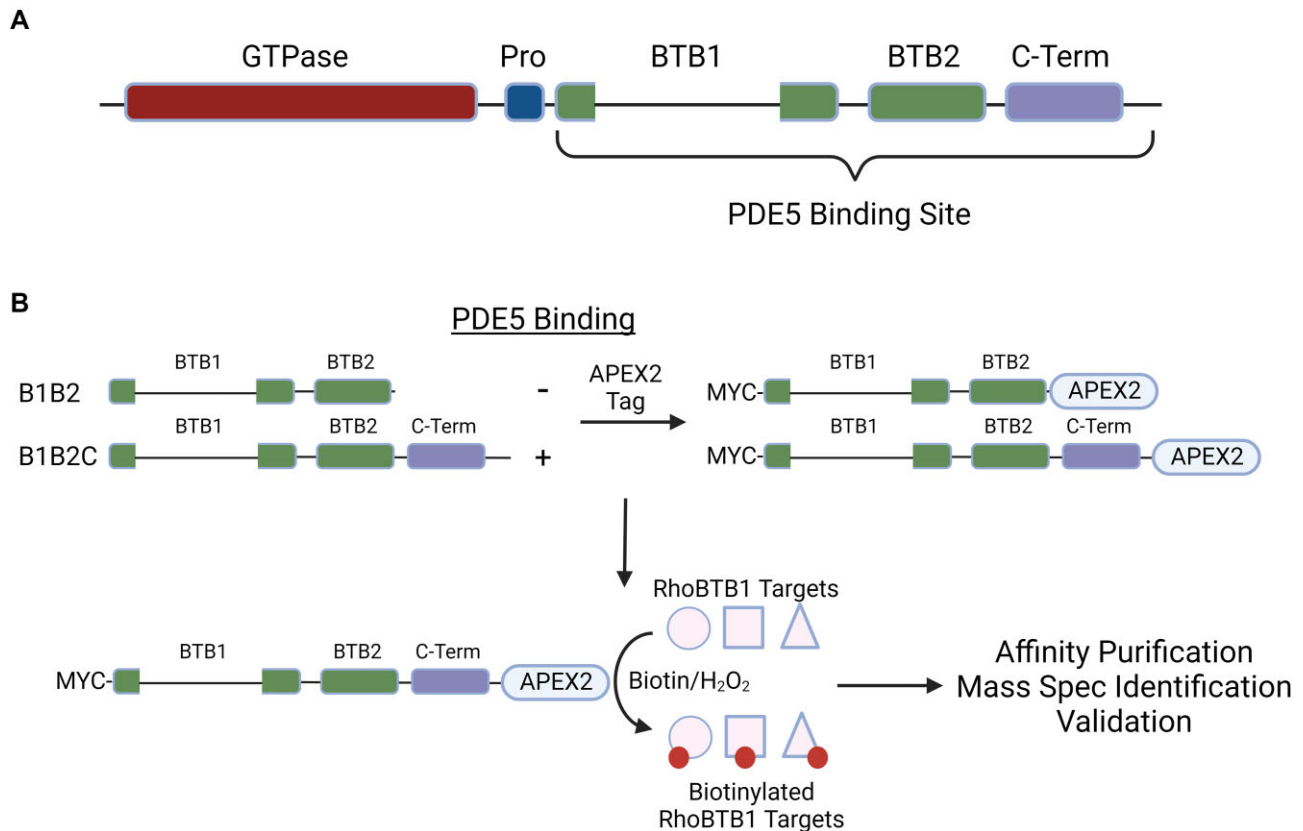 A
GTPase Pro BTB1 BTB2 C-Term
PDE5 Binding Site
B
PDE5 Binding
B1B2 BTB1 BTB2 -
B1B2C BTB1 BTB2 C-Term +
APEX2
Tag
MYC- BTB1 BTB2 APEX2
MYC- BTB1 BTB2 C-Term APEX2
MYC- BTB1 BTB2 C-Term APEX2
RhoBTB1 Targets
Biotin/H₂O₂
Biotinylated
RhoBTB1 Targets
Affinity Purification
Mass Spec Identification
Validation